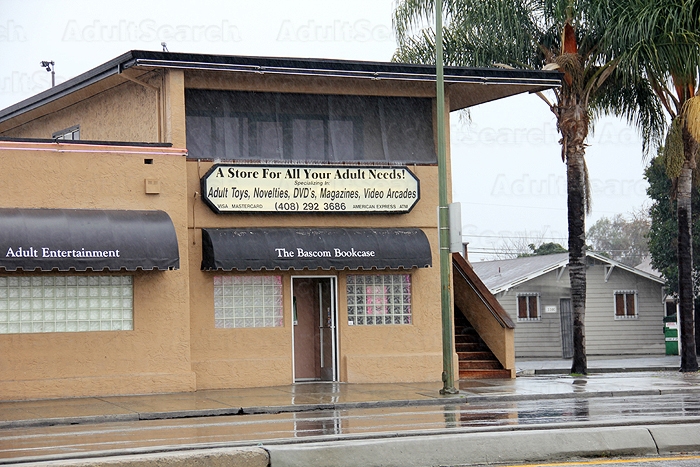 A Store For All Your Adult Needs!
Specializing In:
Adult Toys, Novelties, DVD's, Magazines, Video Arcades
VISA MASTERCARD (408) 292 3686 AMERICAN EXPRESS ATM
Adult Entertainment
The Bascom Bookcase
AdultSearch